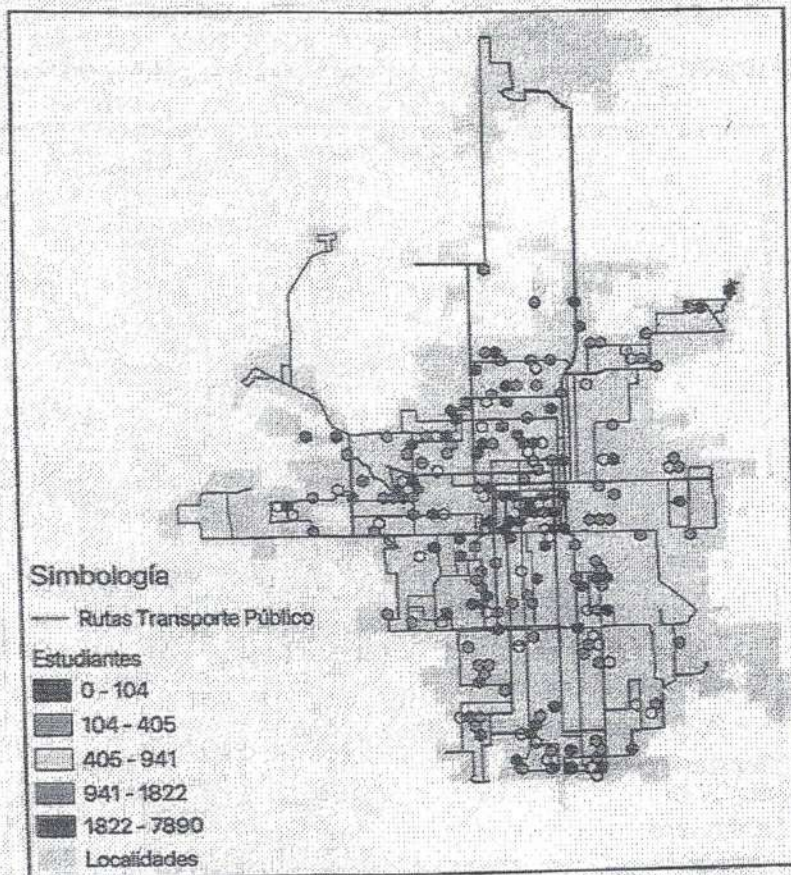 Simbología
Rutas Transporte Público
Estudiantes
0 - 104
104 - 405
405 - 941
941 - 1822
1822 - 7890
Localidades